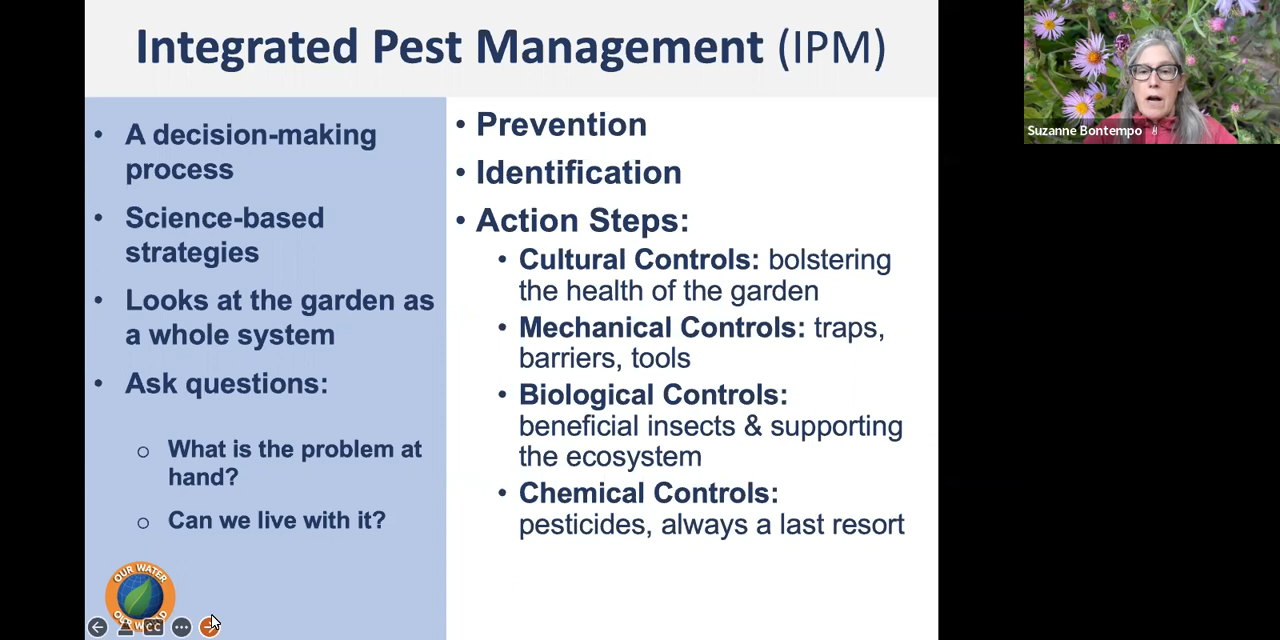 Integrated Pest Management (IPM)
• A decision-making
process
• Science-based
strategies
• Looks at the garden as
a whole system
• Ask questions:
o What is the problem at
hand?
o Can we live with it?
• Prevention
• Identification
• Action Steps:
• Cultural Controls: bolstering
the health of the garden
• Mechanical Controls: traps,
barriers, tools
• Biological Controls:
beneficial insects & supporting
the ecosystem
• Chemical Controls:
pesticides, always a last resort
OUR WATER
CC
Suzanne Bontempo